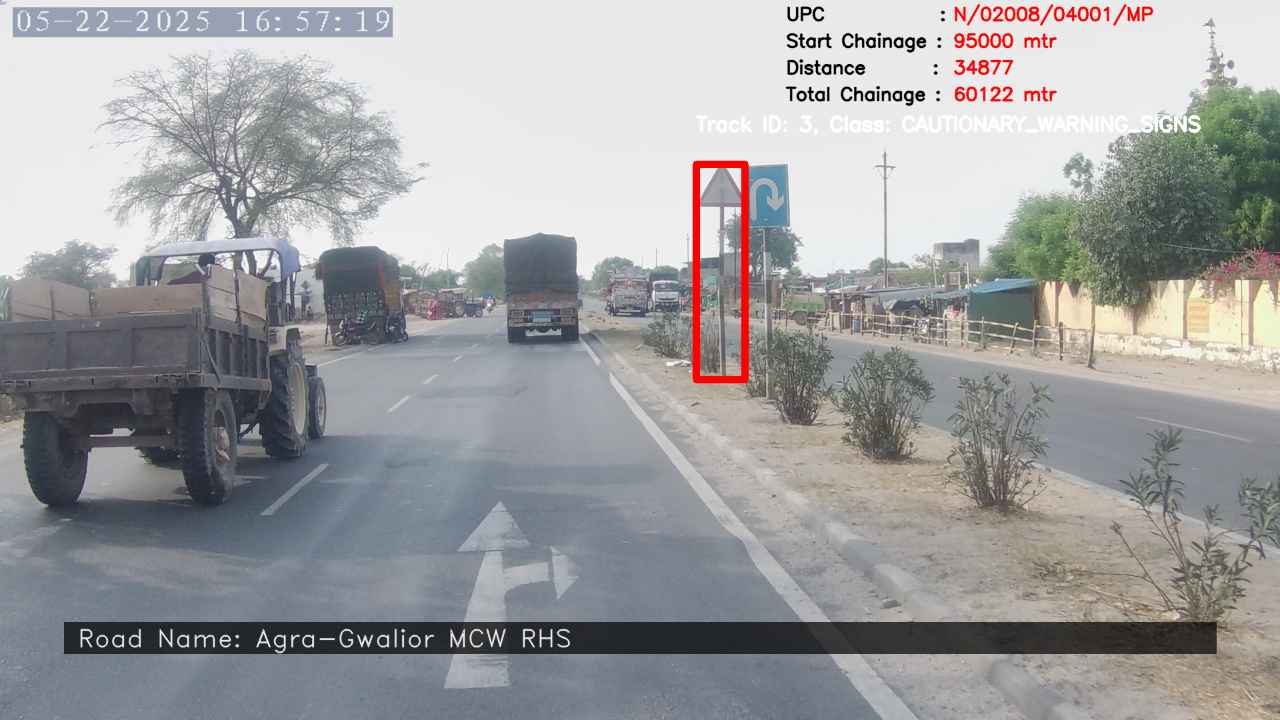 05-22-2025 16:57:19
UPC : N/02008/04001/MP
Start Chainage : 95000 mtr
Distance : 34877
Total Chainage : 60122 mtr
Track ID: 3, Class: CAUTIONARY_WARNING_SIGNS
Road Name: Agra-Gwalior MCW RHS